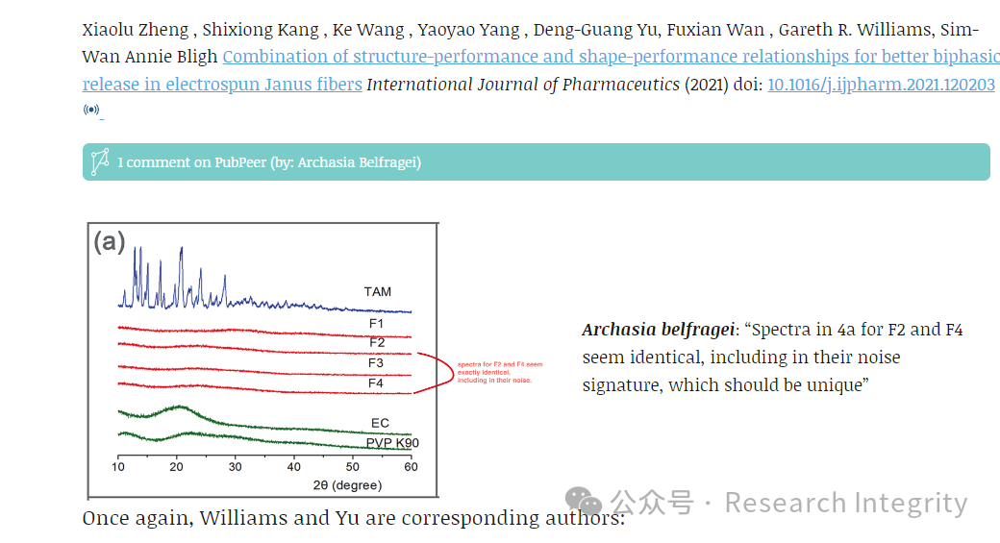 Xiaolu Zheng , Shixiong Kang , Ke Wang , Yaoyao Yang , Deng-Guang Yu, Fuxian Wan , Gareth R. Williams, Sim-
Wan Annie Bligh Combination of structure-performance and shape-performance relationships for better biphasic
release in electrospun Janus fibers International Journal of Pharmaceutics (2021) doi: 10.1016/j.ijpharm.2021.120203
1 comment on PubPeer (by: Archasia Belfragei)
(a)
TAM
F1
F2
F3
F4
EC
PVP K90
10 20 30 40 50 60
2θ (degree)
spectra for F2 and F4 seem
exactly identical,
including in their noise.
Archasia belfragei: “Spectra in 4a for F2 and F4
seem identical, including in their noise
signature, which should be unique”
公众号 · Research Integrity
Once again, Williams and Yu are corresponding authors: